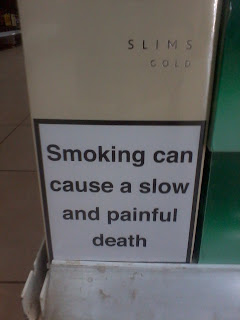 SLIMS
GOLD
Smoking can
cause a slow
and painful
death